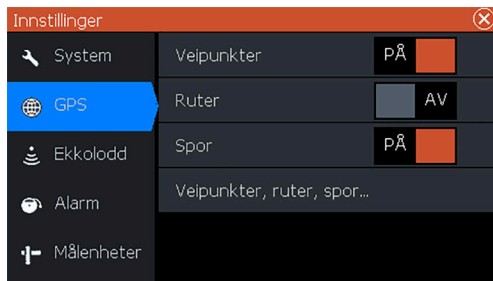 Innstillinger
System
GPS
Ekkolodd
Alarm
Målenheter
Veipunkter PÅ
Ruter AV
Spor PÅ
Veipunkter, ruter, spor...